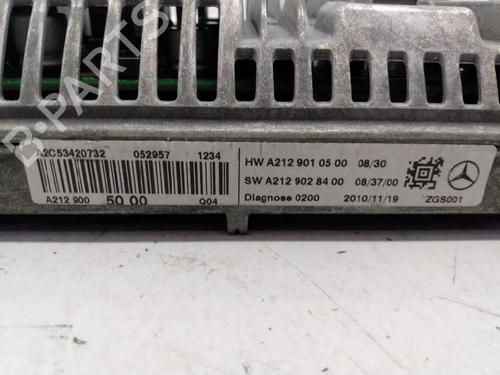 A2C53420732 052957 1234
A212 900 50 00 Q04
HW A212 901 05 00 08/30
SW A212 902 84 00 08/37/00
Diagnose 0200 2010/11/19 ZGS001
B-PARTS